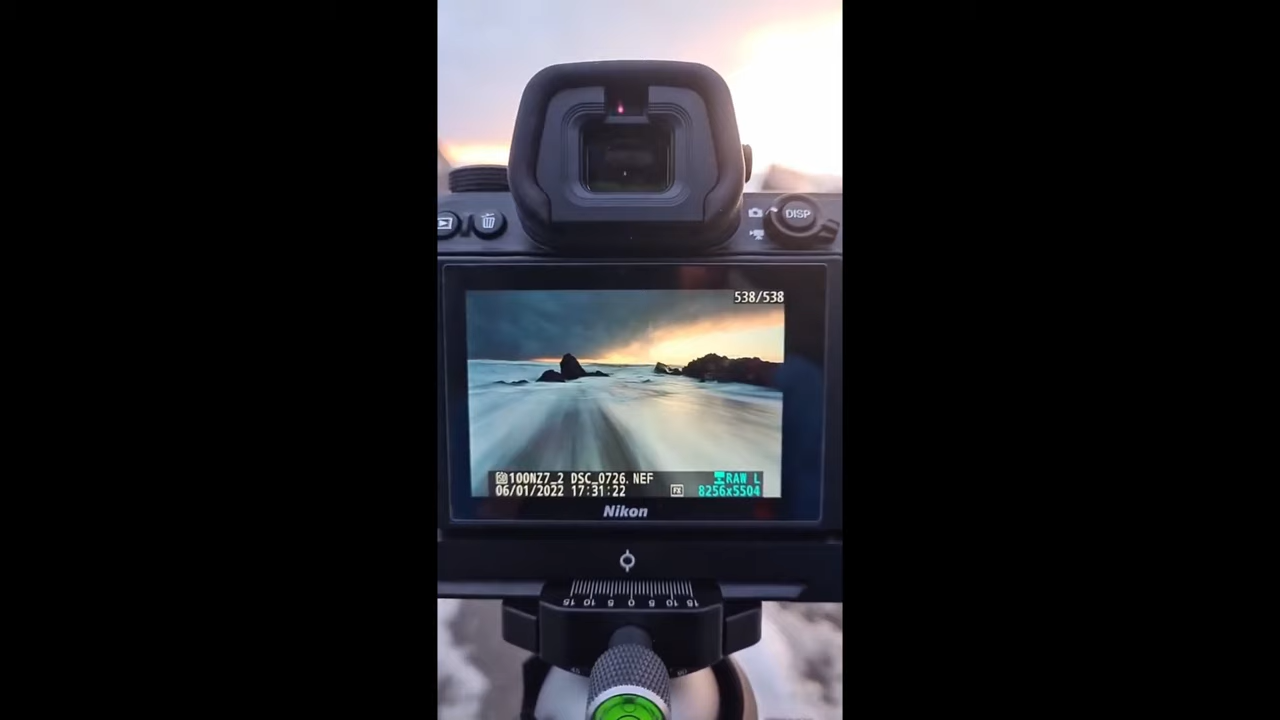 DISP
538/538
100NZ7_2 DSC_0726.NEF
RAW L
06/01/2022 17:31:22
FX
8256x5504
Nikon
15 10 5 0 5 10 15